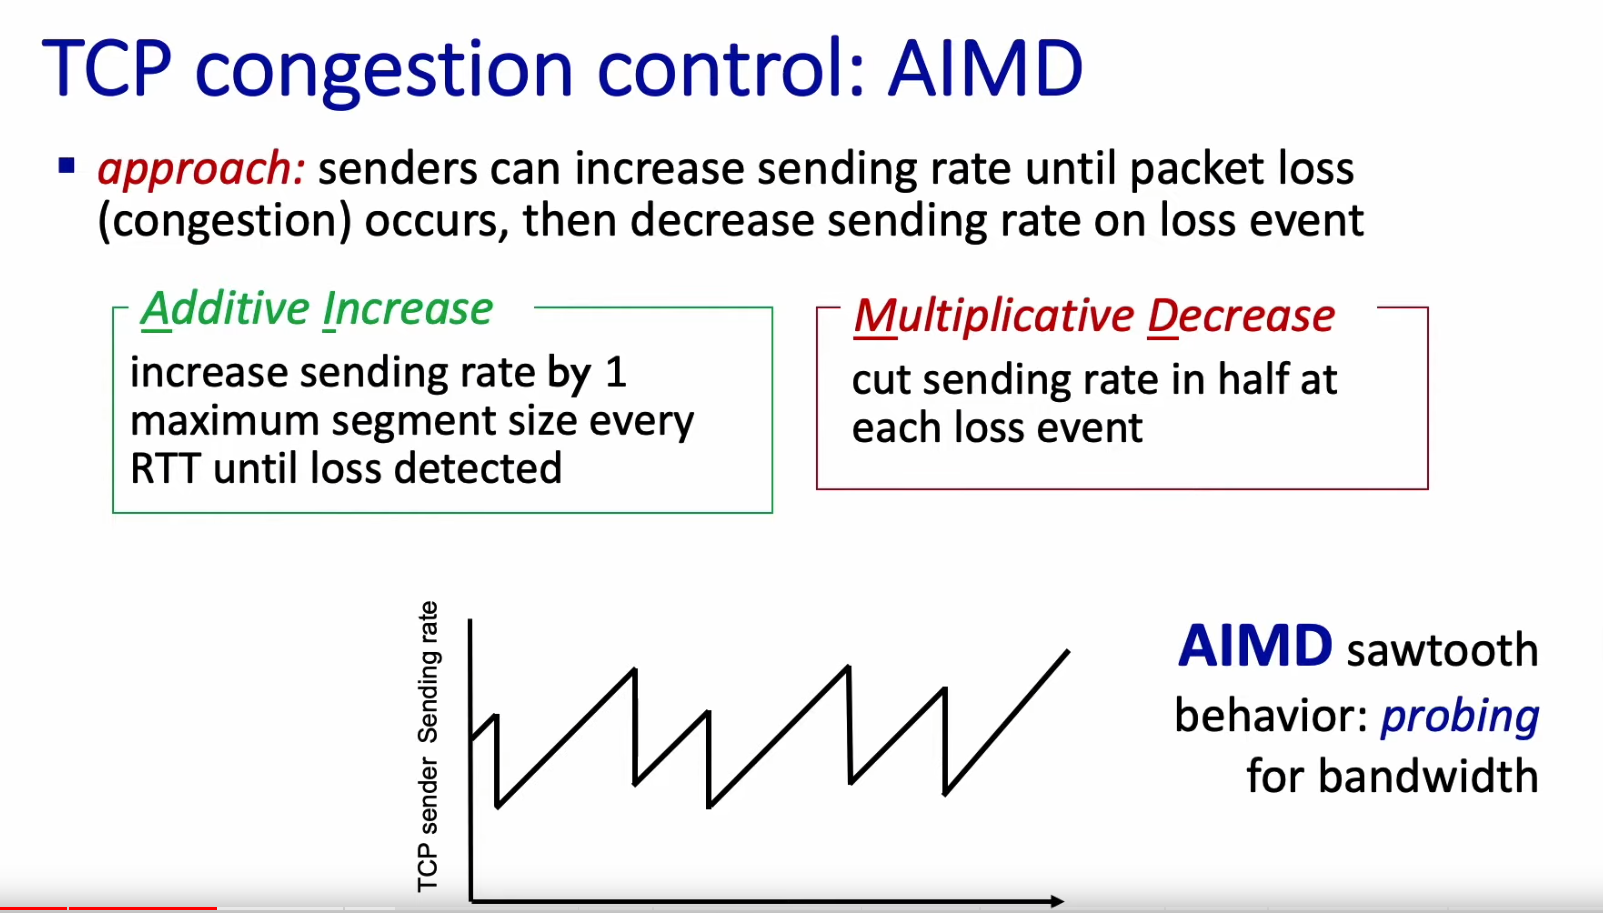 TCP congestion control: AIMD
approach: senders can increase sending rate until packet loss
(congestion) occurs, then decrease sending rate on loss event
Additive Increase
increase sending rate by 1
maximum segment size every
RTT until loss detected
Multiplicative Decrease
cut sending rate in half at
each loss event
TCP sender Sending rate
AIMD sawtooth
behavior: probing
for bandwidth